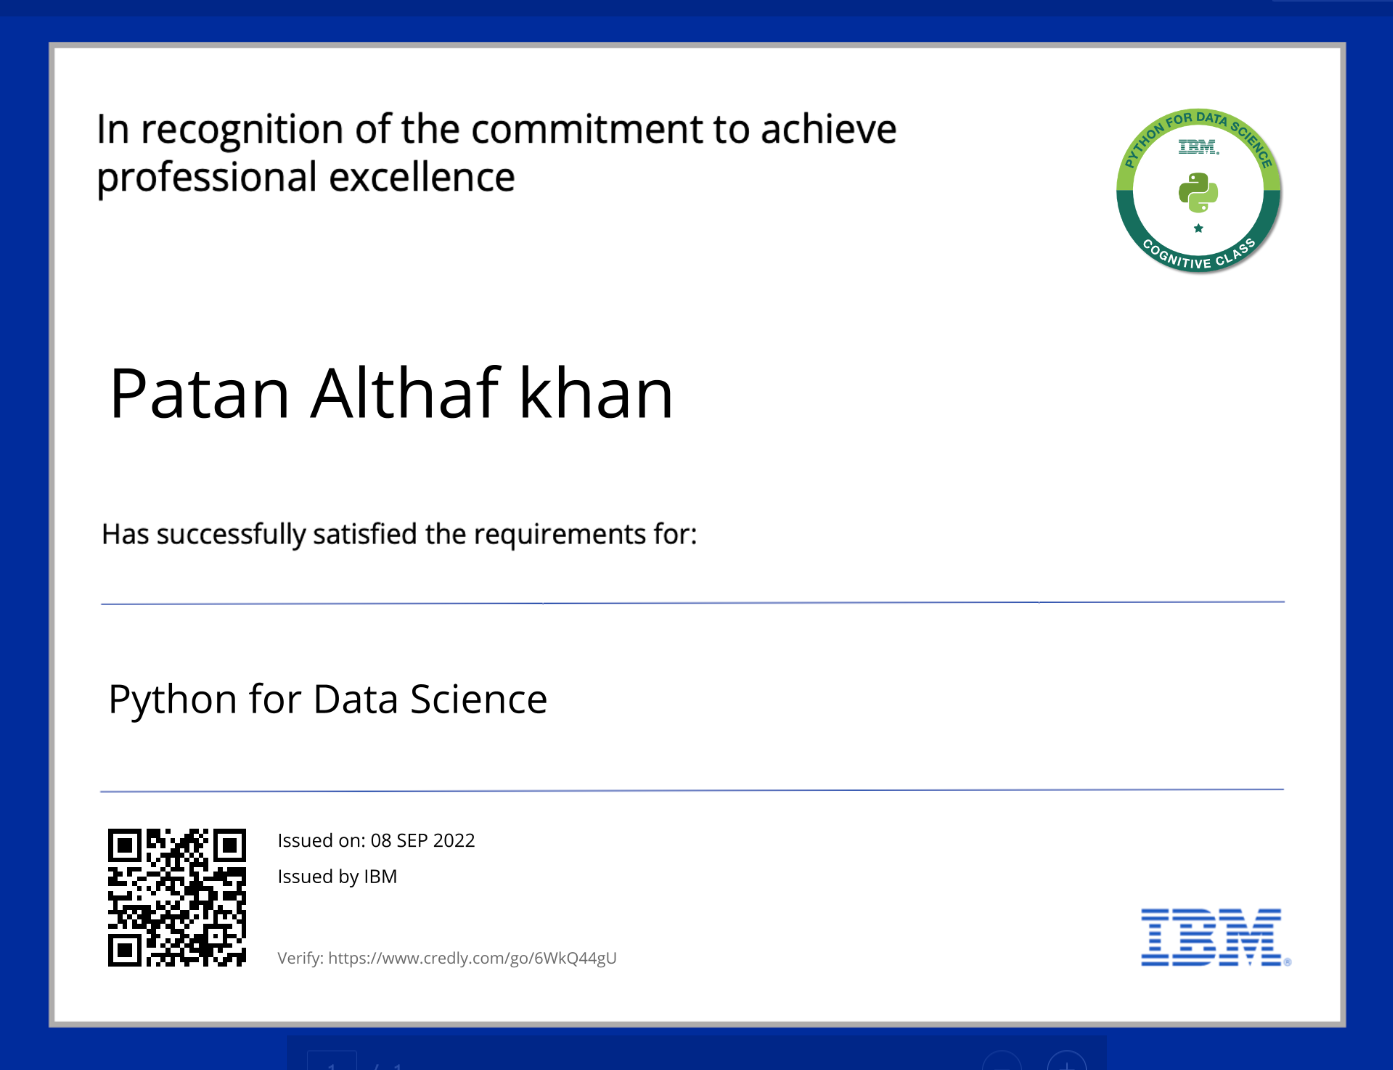 In recognition of the commitment to achieve
professional excellence
PYTHON FOR DATA SCIENCE
IBM.
COGNITIVE CLASS
Patan Althaf khan
Has successfully satisfied the requirements for:
Python for Data Science
Issued on: 08 SEP 2022
Issued by IBM
Verify: https://www.credly.com/go/6WkQ44gU
IBM®
1 / 1